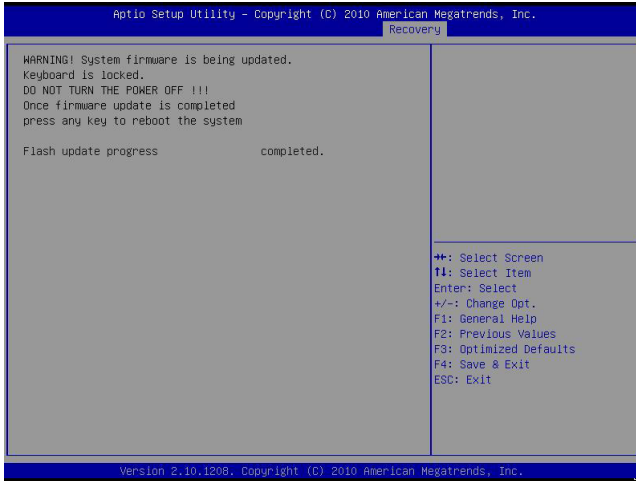 Aptio Setup Utility – Copyright (C) 2010 American Megatrends, Inc.
Recovery
WARNING! System firmware is being updated.
Keyboard is locked.
DO NOT TURN THE POWER OFF !!!
Once firmware update is completed
press any key to reboot the system
Flash update progress completed.
→←: Select Screen
↑↓: Select Item
Enter: Select
+/-: Change Opt.
F1: General Help
F2: Previous Values
F3: Optimized Defaults
F4: Save & Exit
ESC: Exit
Version 2.10.1208. Copyright (C) 2010 American Megatrends, Inc.